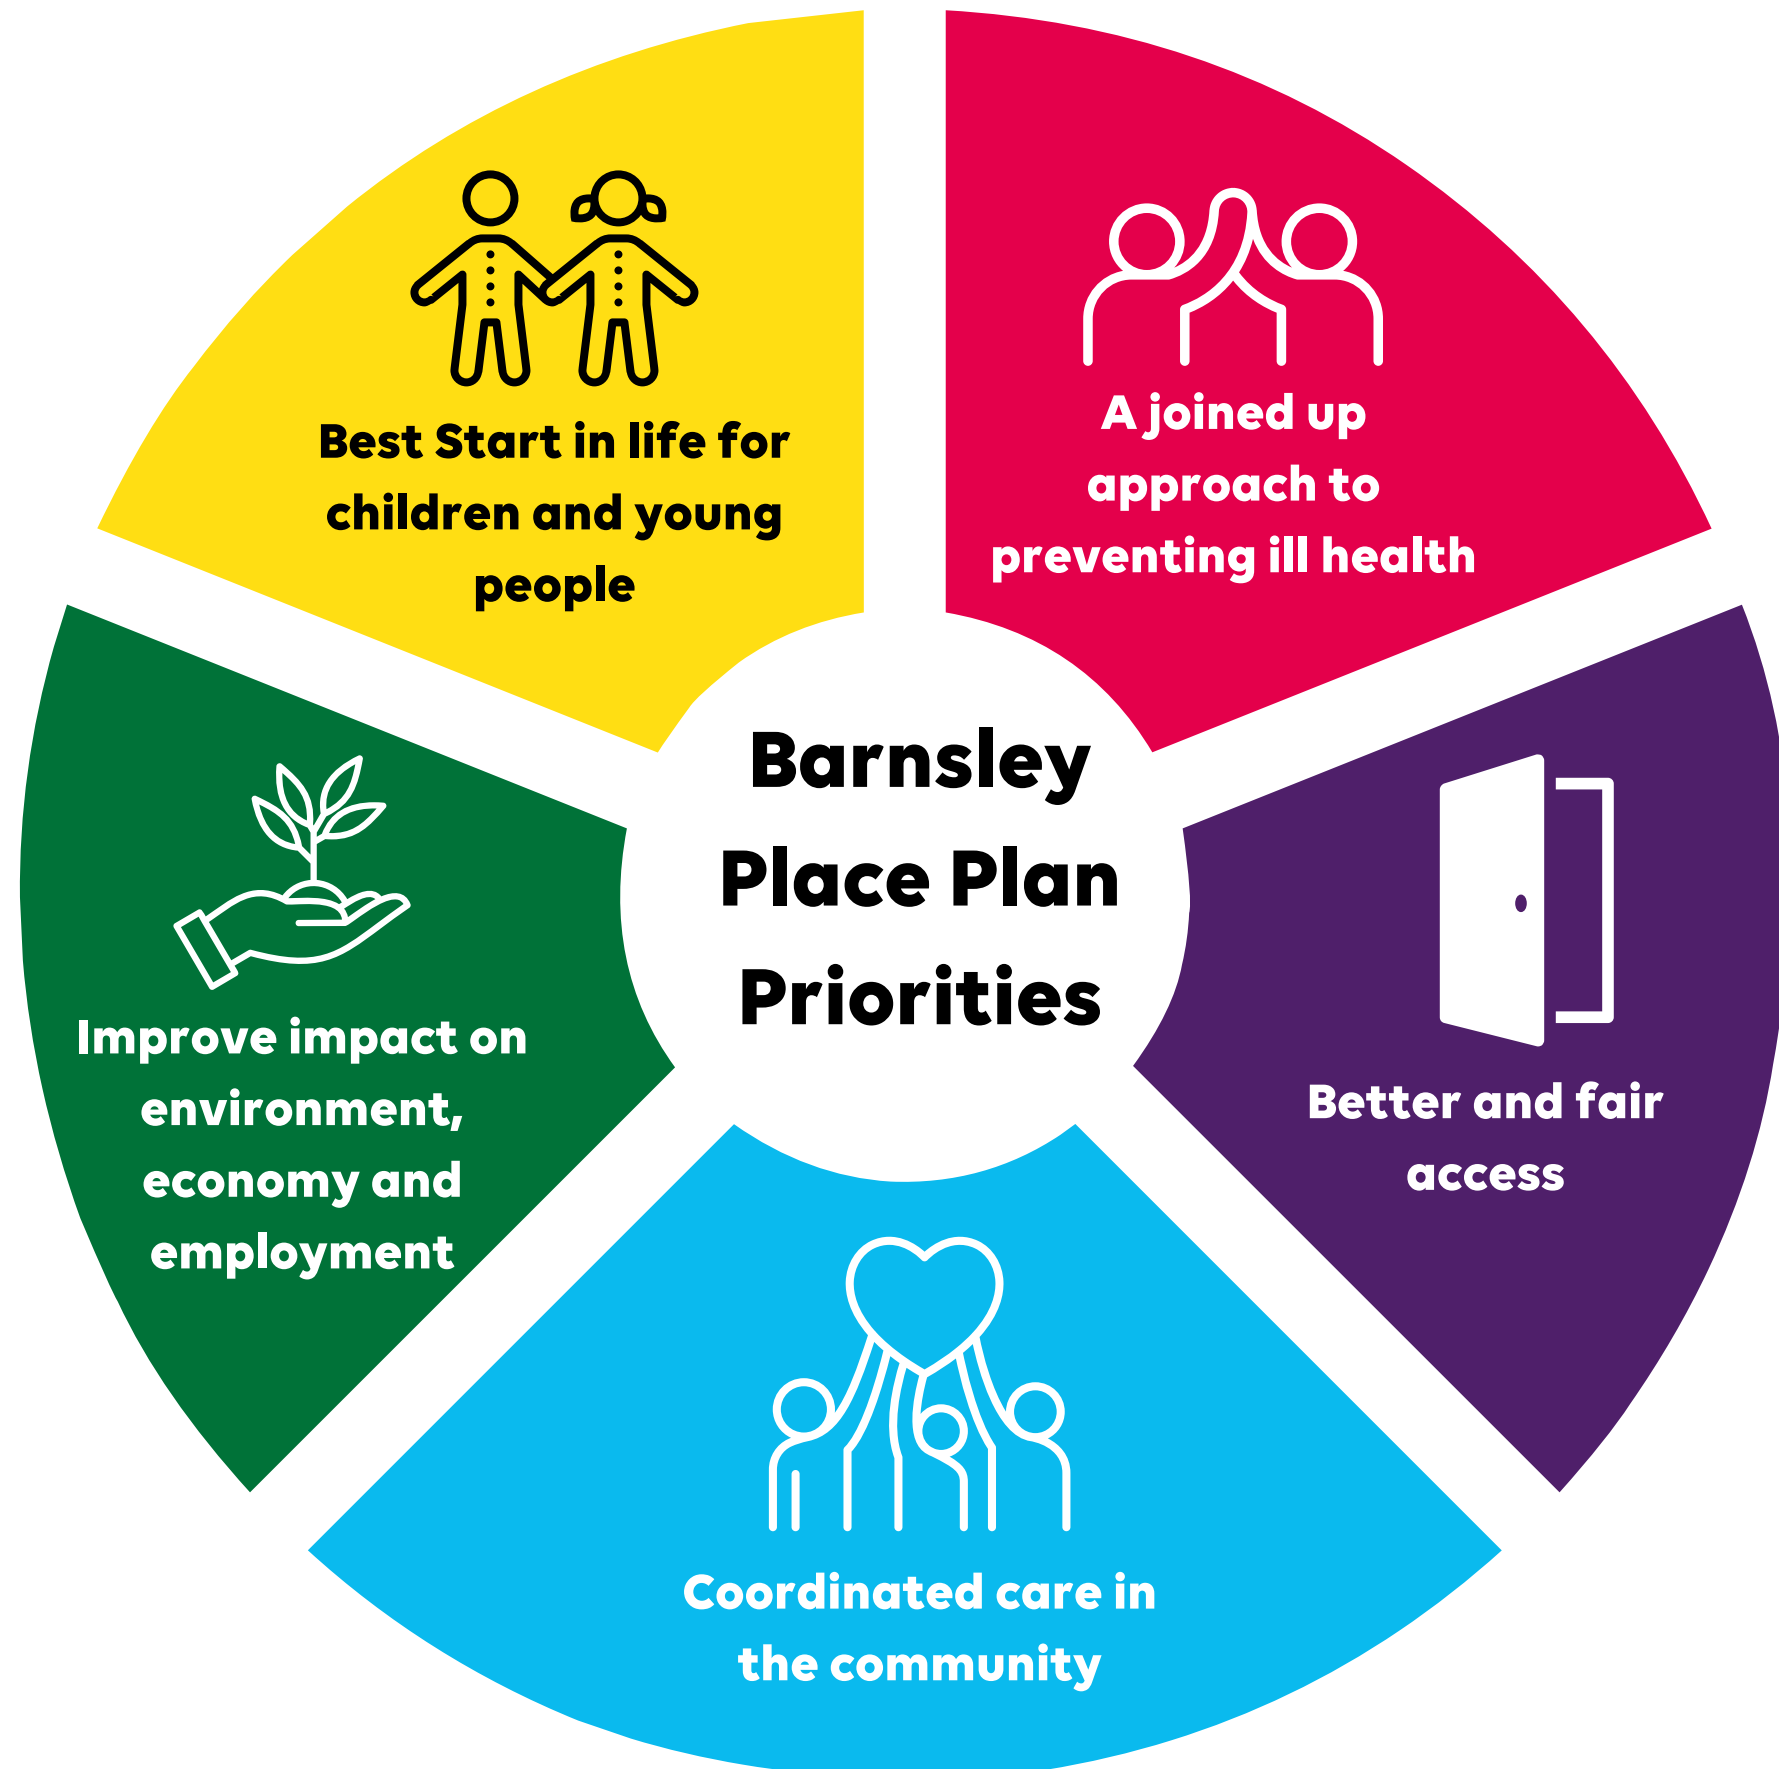 Best Start in life for
children and young
people
A joined up
approach to
preventing ill health
Barnsley
Place Plan
Priorities
Improve impact on
environment,
economy and
employment
Better and fair
access
Coordinated care in
the community